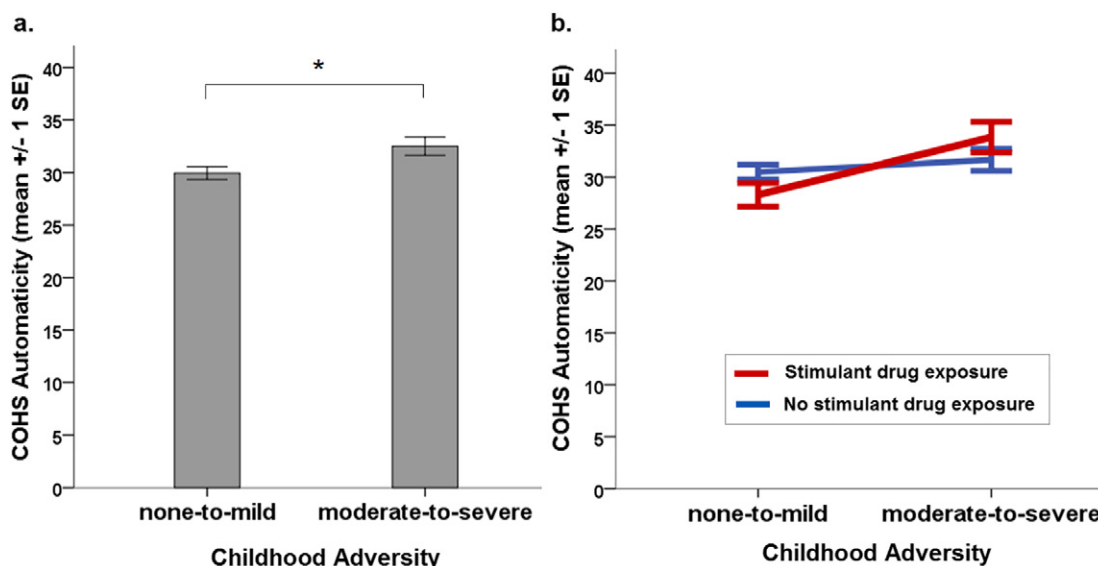 a.
COHS Automaticity (mean +/- 1 SE)
40
35
30
25
20
15
10
5
0
*
none-to-mild
moderate-to-severe
Childhood Adversity
b.
COHS Automaticity (mean +/- 1 SE)
40
35
30
25
20
15
10
5
0
Stimulant drug exposure
No stimulant drug exposure
none-to-mild
moderate-to-severe
Childhood Adversity